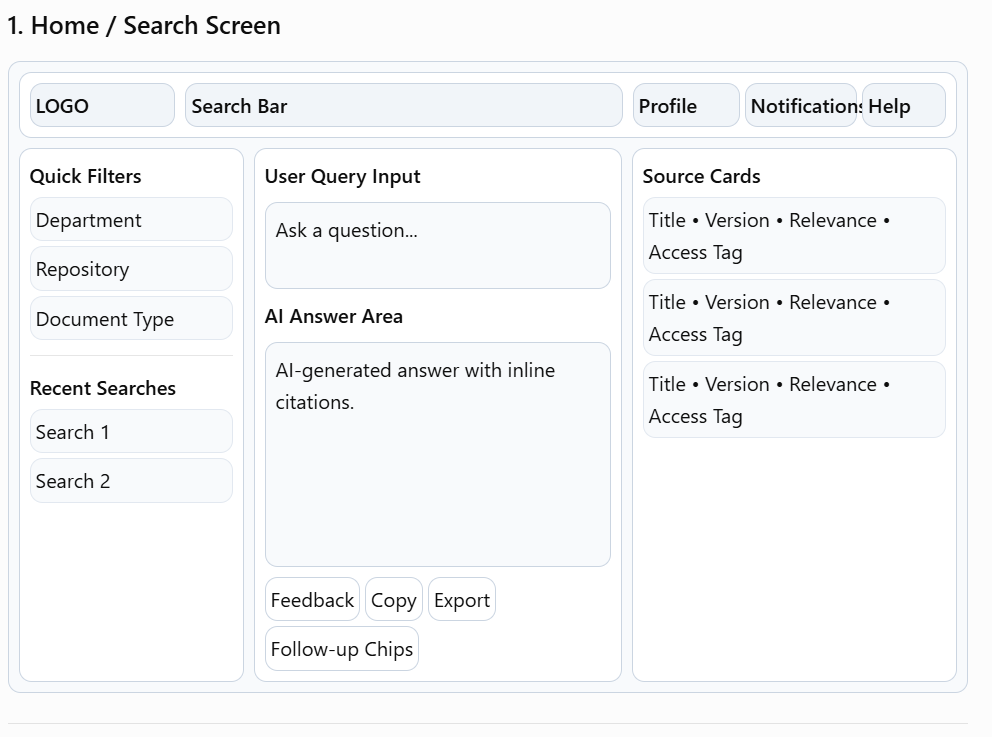 1. Home / Search Screen
LOGO
Search Bar
Profile
Notifications
Help
Quick Filters
Department
Repository
Document Type
Recent Searches
Search 1
Search 2
User Query Input
Ask a question...
AI Answer Area
AI-generated answer with inline
citations.
Feedback
Copy
Export
Follow-up Chips
Source Cards
Title • Version • Relevance •
Access Tag
Title • Version • Relevance •
Access Tag
Title • Version • Relevance •
Access Tag